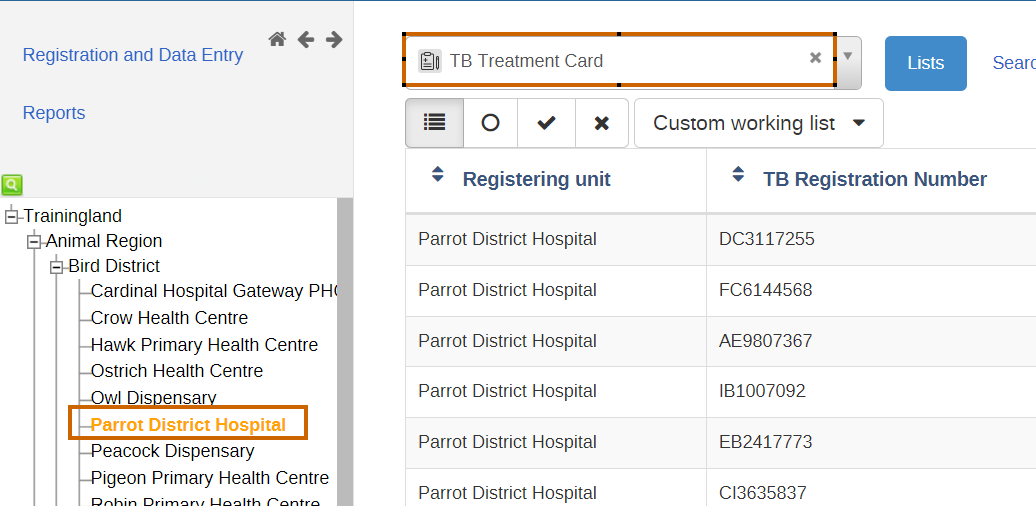 Registration and Data Entry
Reports
Trainingland
Animal Region
Bird District
Cardinal Hospital Gateway PHC
Crow Health Centre
Hawk Primary Health Centre
Ostrich Health Centre
Owl Dispensary
Parrot District Hospital
Peacock Dispensary
Pigeon Primary Health Centre
Robin Primary Health Centre
TB Treatment Card
Lists Searc
Custom working list
Registering unit TB Registration Number
Parrot District Hospital DC3117255
Parrot District Hospital FC6144568
Parrot District Hospital AE9807367
Parrot District Hospital IB1007092
Parrot District Hospital EB2417773
Parrot District Hospital CI3635837